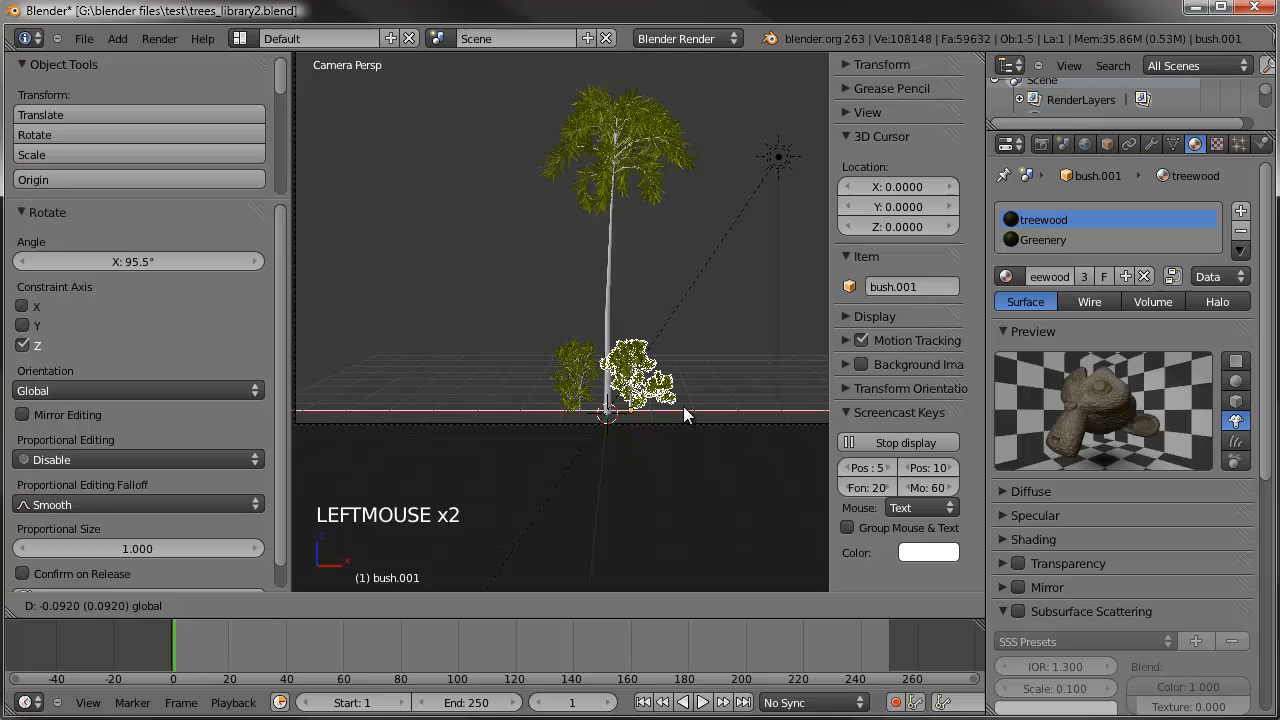 Blender* [G:\blender files\test\trees_library2.blend]
File Add Render Help Default Scene Blender Render blender.org 263 | Ve:108148 | Fa:59632 | Ob:1-5 | La:1 | Mem:35.86M (0.53M) | bush.001
Object Tools
Transform:
Translate
Rotate
Scale
Origin
Rotate
Angle
X: 95.5°
Constraint Axis
X
Y
Z
Orientation
Global
Mirror Editing
Proportional Editing
Disable
Proportional Editing Falloff
Smooth
Proportional Size
1.000
Confirm on Release
Camera Persp
LEFTMOUSE x2
z
x
(1) bush.001
D: -0.0920 (0.0920) global
Transform
Grease Pencil
View
3D Cursor
Location:
X: 0.0000
Y: 0.0000
Z: 0.0000
Item
bush.001
Display
Motion Tracking
Background Ima
Transform Orientatio
Screencast Keys
Stop display
Pos : 5 Pos: 10
Fon: 20 Mo: 60
Mouse: Text
Group Mouse & Text
Color:
View Search All Scenes
Scene
RenderLayers
bush.001 treewood
treewood
Greenery
eewood 3 F Data
Surface Wire Volume Halo
Preview
Diffuse
Specular
Shading
Transparency
Mirror
Subsurface Scattering
SSS Presets
IOR: 1.300 Blend:
Scale: 0.100 Color: 1.000
Texture: 0.000
-40 -20 0 20 40 60 80 100 120 140 160 180 200 220 240 260
View Marker Frame Playback Start: 1 End: 250 1 No Sync